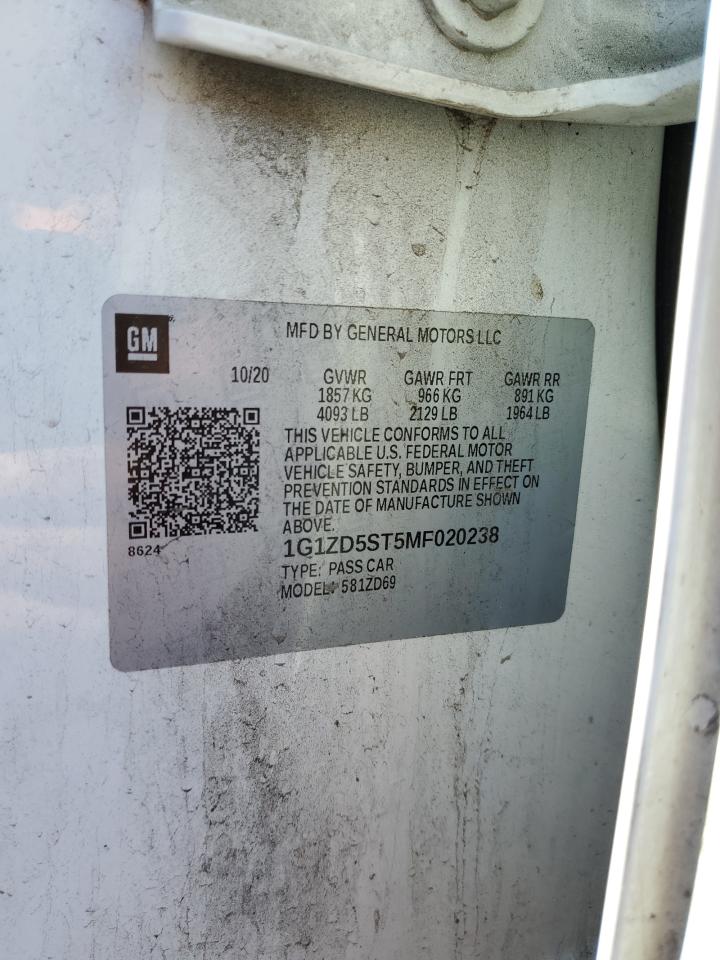 GM
MFD BY GENERAL MOTORS LLC
10/20 GVWR GAWR FRT GAWR RR
1857 KG 966 KG 891 KG
4093 LB 2129 LB 1964 LB
THIS VEHICLE CONFORMS TO ALL
APPLICABLE U.S. FEDERAL MOTOR
VEHICLE SAFETY, BUMPER, AND THEFT
PREVENTION STANDARDS IN EFFECT ON
THE DATE OF MANUFACTURE SHOWN
ABOVE.
8624
1G1ZD5ST5MF020238
TYPE: PASS CAR
MODEL: 581ZD69